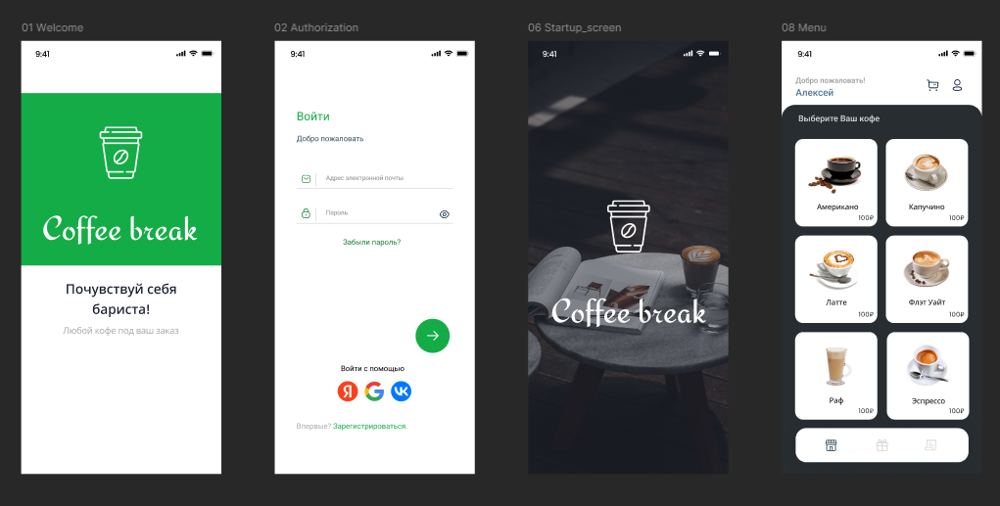 01 Welcome
9:41
Coffee break
Почувствуй себя
бариста!
Любой кофе под ваш заказ
02 Authorization
9:41
Войти
Добро пожаловать
Адрес электронной почты
Пароль
Забыли пароль?
Войти с помощью
Я G VK
Впервые? Зарегистрироваться.
06 Startup_screen
9:41
Coffee break
08 Menu
9:41
Добро пожаловать!
Алексей
Выберите Ваш кофе
Американо
100₽
Капучино
100₽
Латте
100₽
Флэт Уайт
100₽
Раф
100₽
Эспрессо
100₽